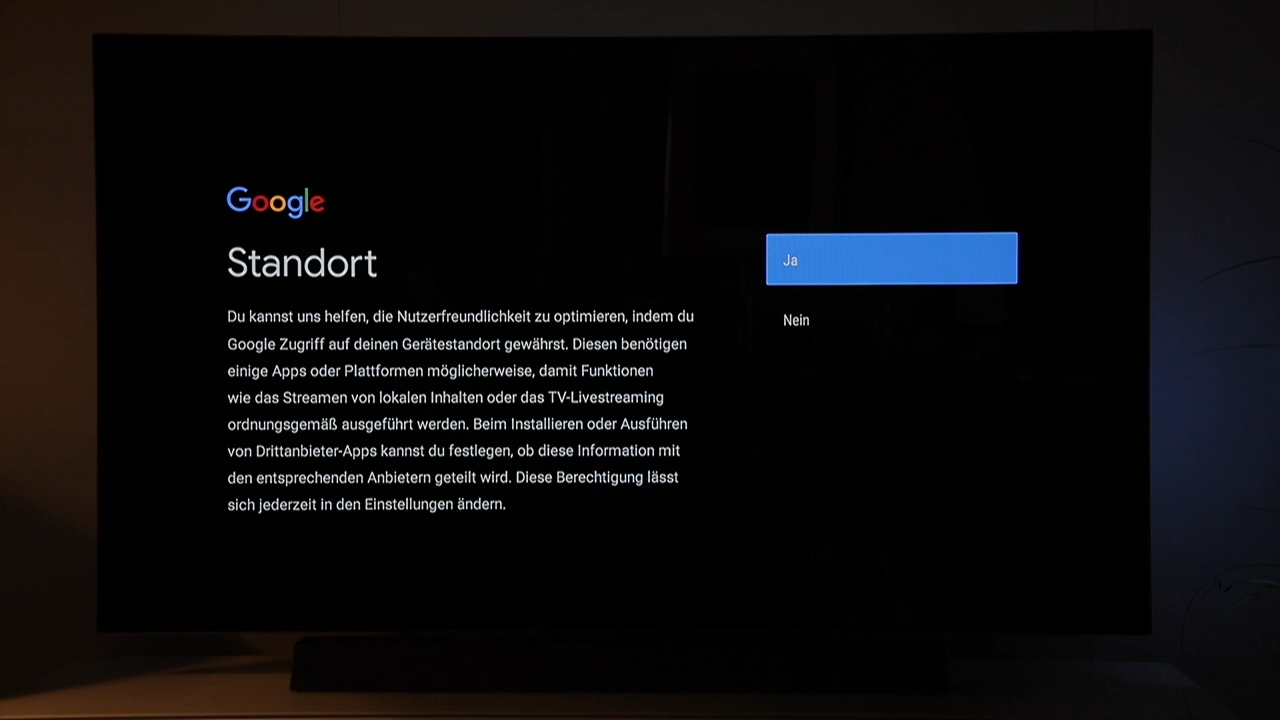 Google
Standort
Du kannst uns helfen, die Nutzerfreundlichkeit zu optimieren, indem du
Google Zugriff auf deinen Gerätestandort gewährst. Diesen benötigen
einige Apps oder Plattformen möglicherweise, damit Funktionen
wie das Streamen von lokalen Inhalten oder das TV-Livestreaming
ordnungsgemäß ausgeführt werden. Beim Installieren oder Ausführen
von Drittanbieter-Apps kannst du festlegen, ob diese Information mit
den entsprechenden Anbietern geteilt wird. Diese Berechtigung lässt
sich jederzeit in den Einstellungen ändern.
Ja
Nein